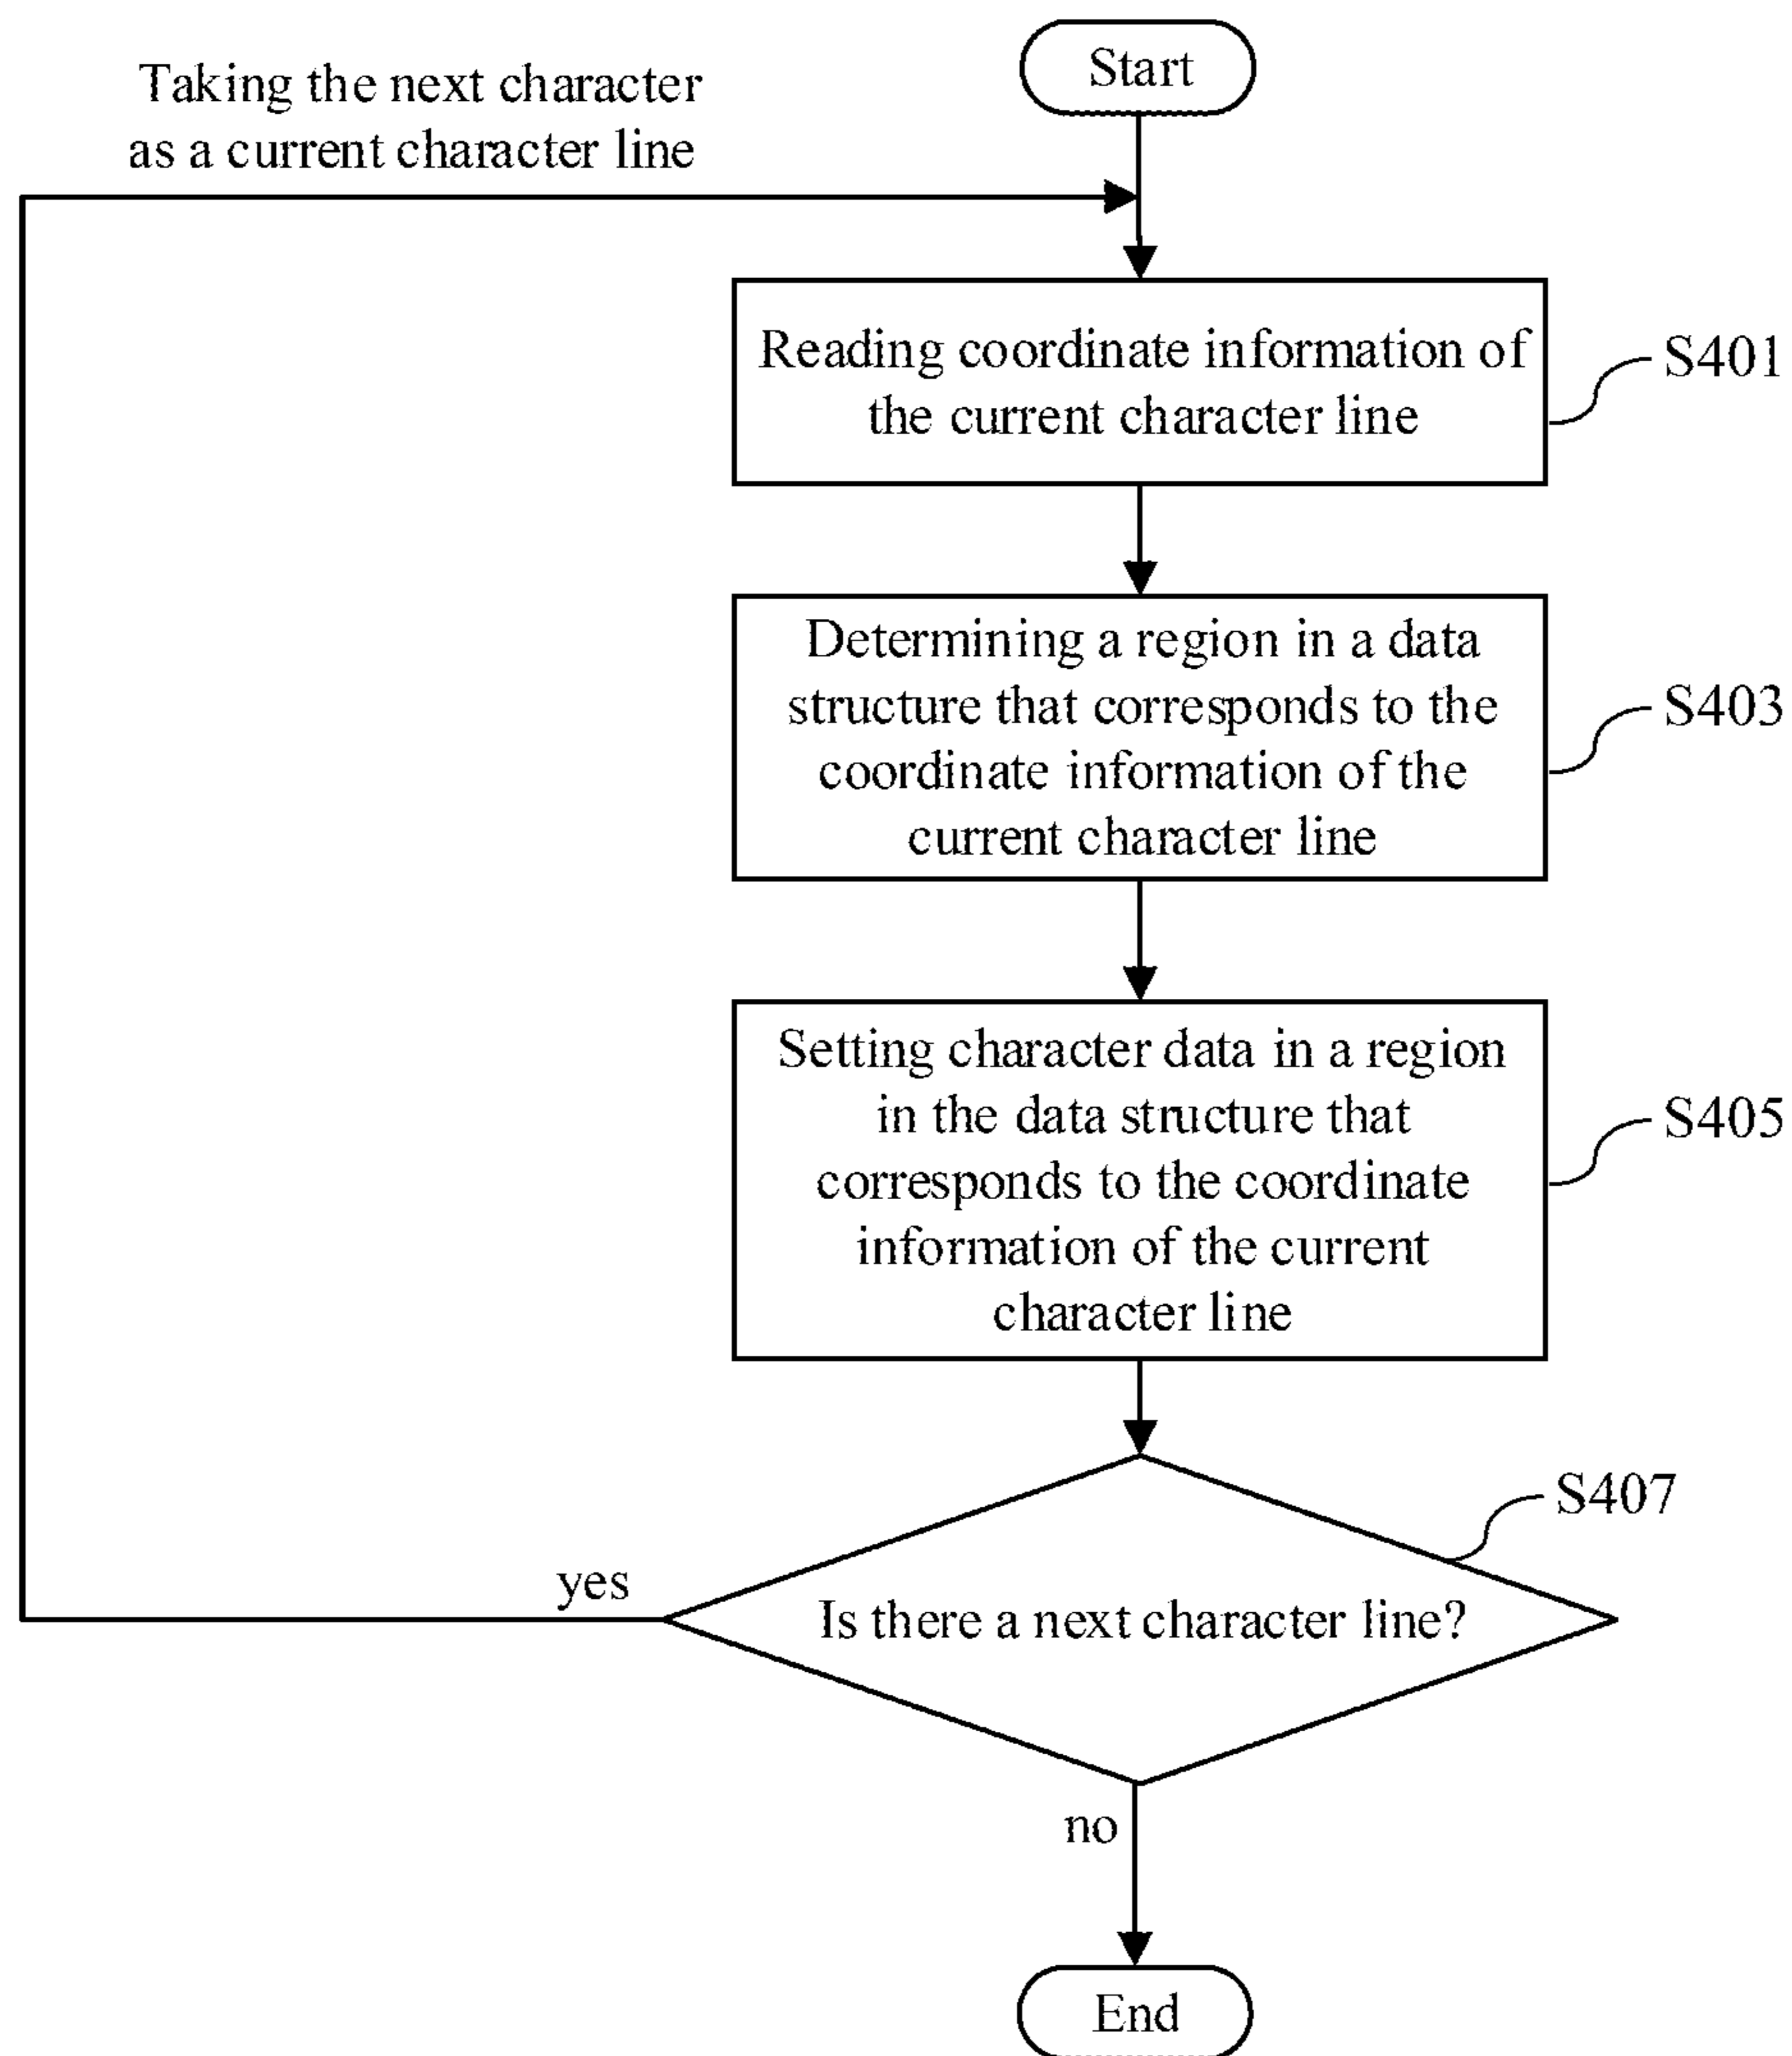 Start
Taking the next character
as a current character line
Reading coordinate information of
the current character line
S401
Determining a region in a data
structure that corresponds to the
coordinate information of the
current character line
S403
Setting character data in a region
in the data structure that
corresponds to the coordinate
information of the current
character line
S405
S407
yes
Is there a next character line?
no
End